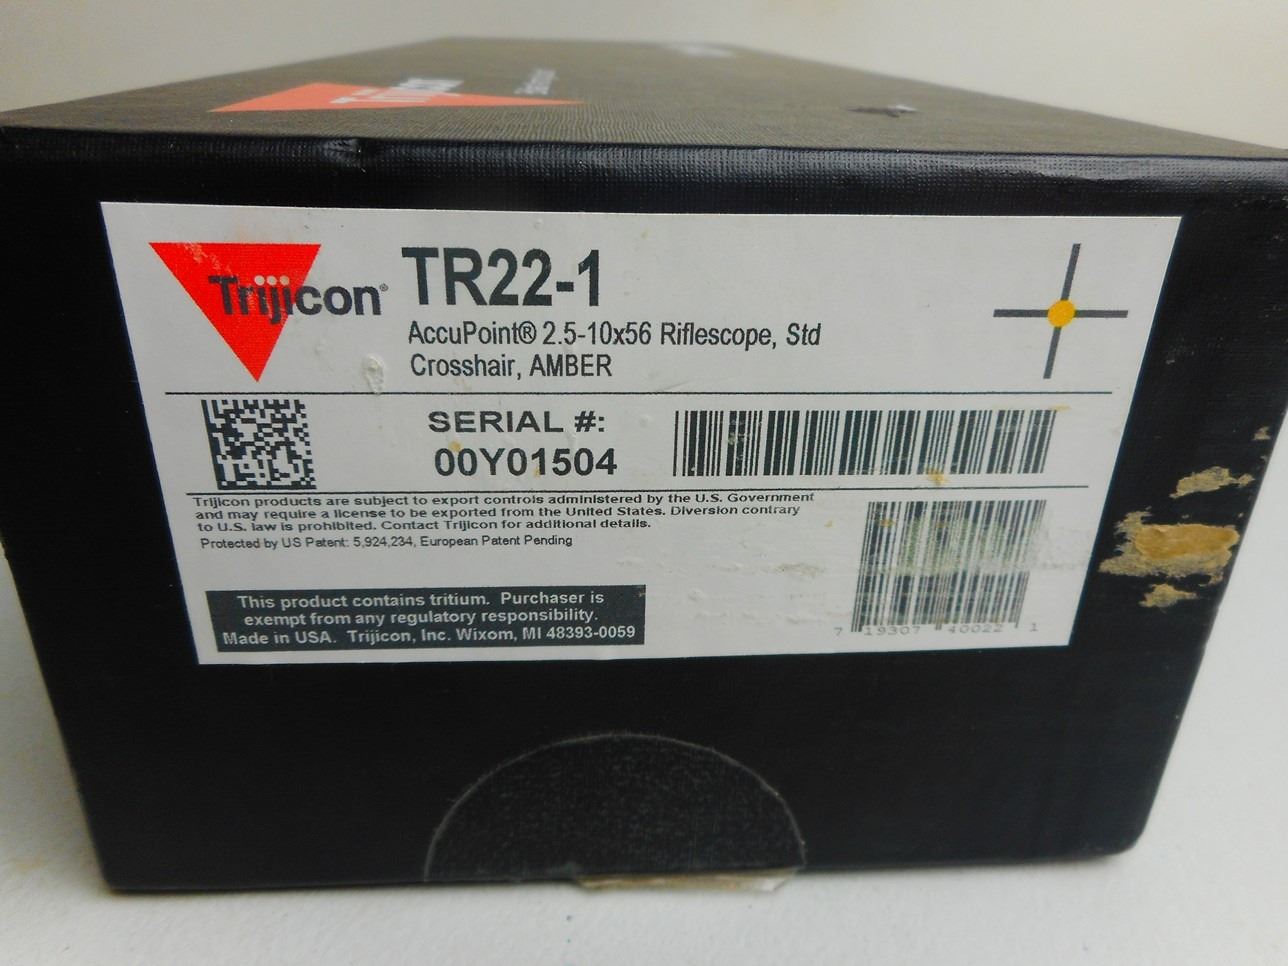 Trijicon
Trijicon®
TR22-1
AccuPoint® 2.5-10x56 Riflescope, Std
Crosshair, AMBER
SERIAL #:
00Y01504
Trijicon products are subject to export controls administered by the U.S. Government
and may require a license to be exported from the United States. Diversion contrary
to U.S. law is prohibited. Contact Trijicon for additional details.
Protected by US Patent: 5,924,234, European Patent Pending
This product contains tritium. Purchaser is
exempt from any regulatory responsibility.
Made in USA. Trijicon, Inc. Wixom, MI 48393-0059
7 19307 40022 1